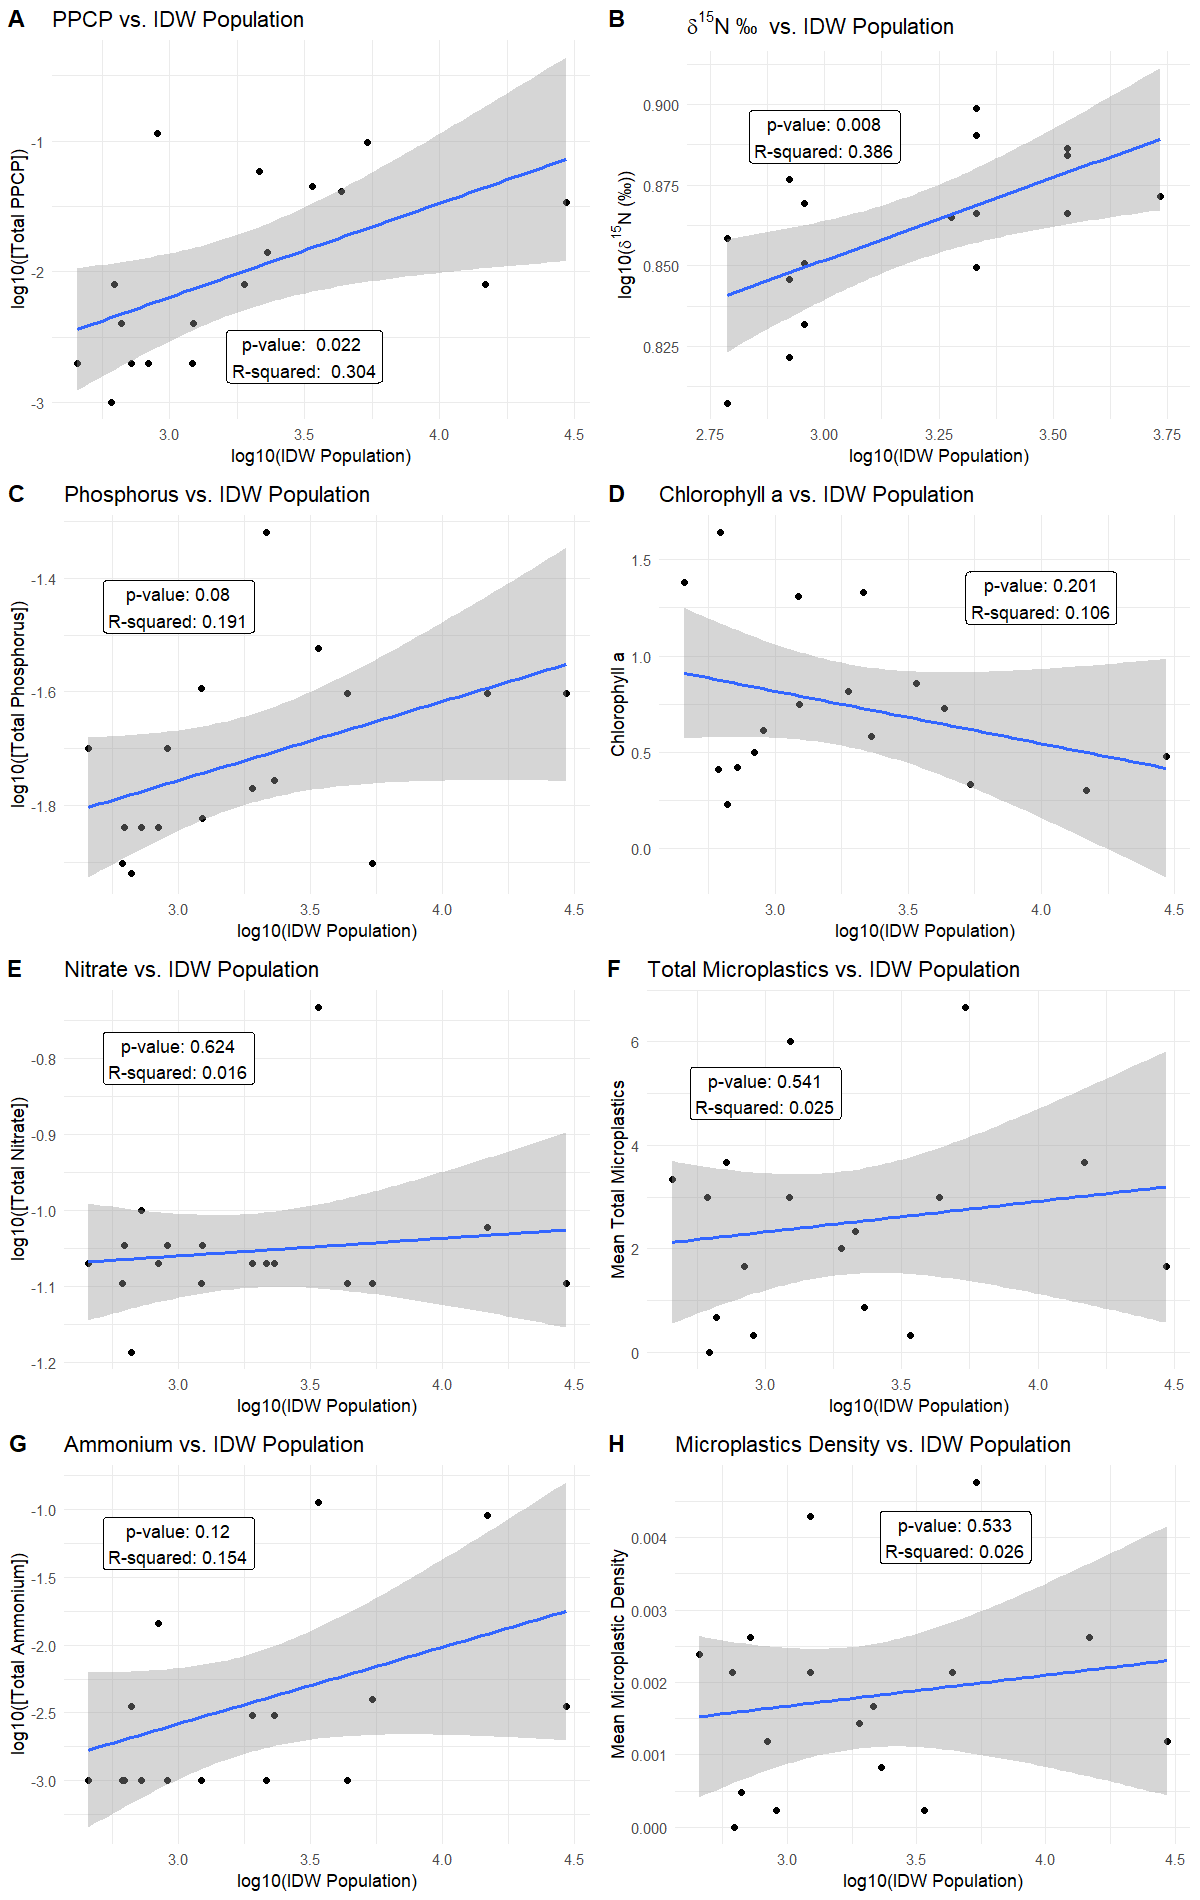 A PPCP vs. IDW Population
log10([Total PPCP])
-1
-2
-3
p-value: 0.022
R-squared: 0.304
3.0 3.5 4.0 4.5
log10(IDW Population)
B δ15N ‰ vs. IDW Population
log10(δ15N (‰))
0.900
0.875
0.850
0.825
p-value: 0.008
R-squared: 0.386
2.75 3.00 3.25 3.50 3.75
log10(IDW Population)
C Phosphorus vs. IDW Population
log10([Total Phosphorus])
-1.4
-1.6
-1.8
p-value: 0.08
R-squared: 0.191
3.0 3.5 4.0 4.5
log10(IDW Population)
D Chlorophyll a vs. IDW Population
Chlorophyll a
1.5
1.0
0.5
0.0
p-value: 0.201
R-squared: 0.106
3.0 3.5 4.0 4.5
log10(IDW Population)
E Nitrate vs. IDW Population
log10([Total Nitrate])
-0.8
-0.9
-1.0
-1.1
-1.2
p-value: 0.624
R-squared: 0.016
3.0 3.5 4.0 4.5
log10(IDW Population)
F Total Microplastics vs. IDW Population
Mean Total Microplastics
6
4
2
0
p-value: 0.541
R-squared: 0.025
3.0 3.5 4.0 4.5
log10(IDW Population)
G Ammonium vs. IDW Population
log10([Total Ammonium])
-1.0
-1.5
-2.0
-2.5
-3.0
p-value: 0.12
R-squared: 0.154
3.0 3.5 4.0 4.5
log10(IDW Population)
H Microplastics Density vs. IDW Population
Mean Microplastic Density
0.004
0.003
0.002
0.001
0.000
p-value: 0.533
R-squared: 0.026
3.0 3.5 4.0 4.5
log10(IDW Population)